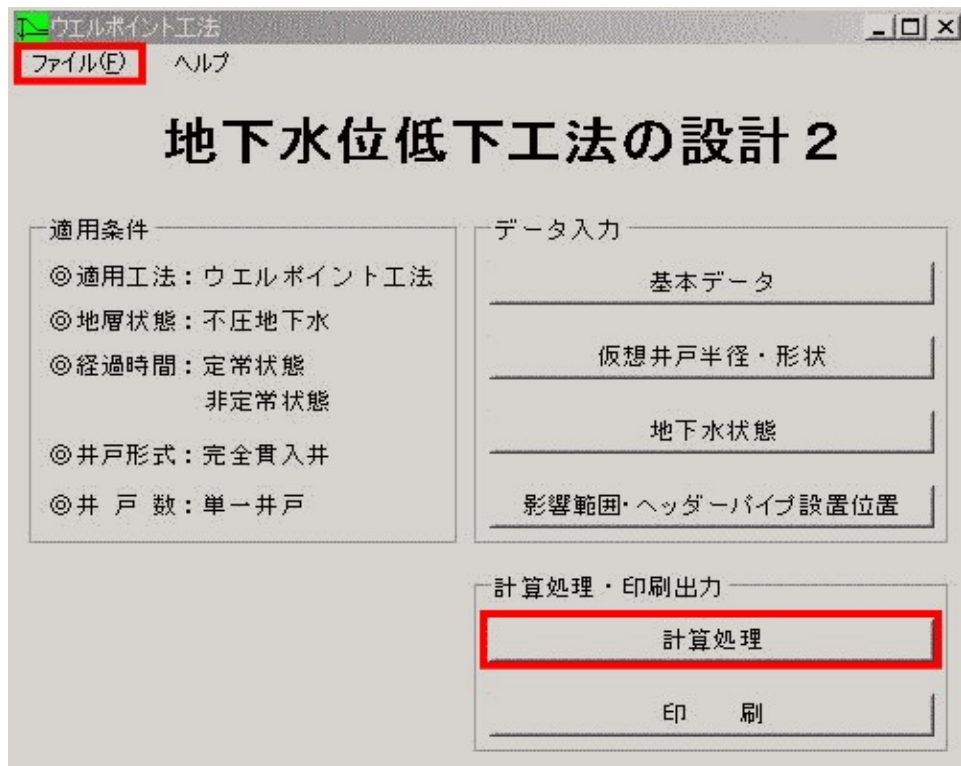 ウエルポイント工法
ファイル(F) ヘルプ
地下水位低下工法の設計2
適用条件
◎適用工法：ウエルポイント工法
◎地層状態：不圧地下水
◎経過時間：定常状態
非定常状態
◎井戸形式：完全貫入井
◎井 戸 数：単一井戸
データ入力
基本データ
仮想井戸半径・形状
地下水状態
影響範囲・ヘッダーパイプ設置位置
計算処理・印刷出力
計算処理
印 刷